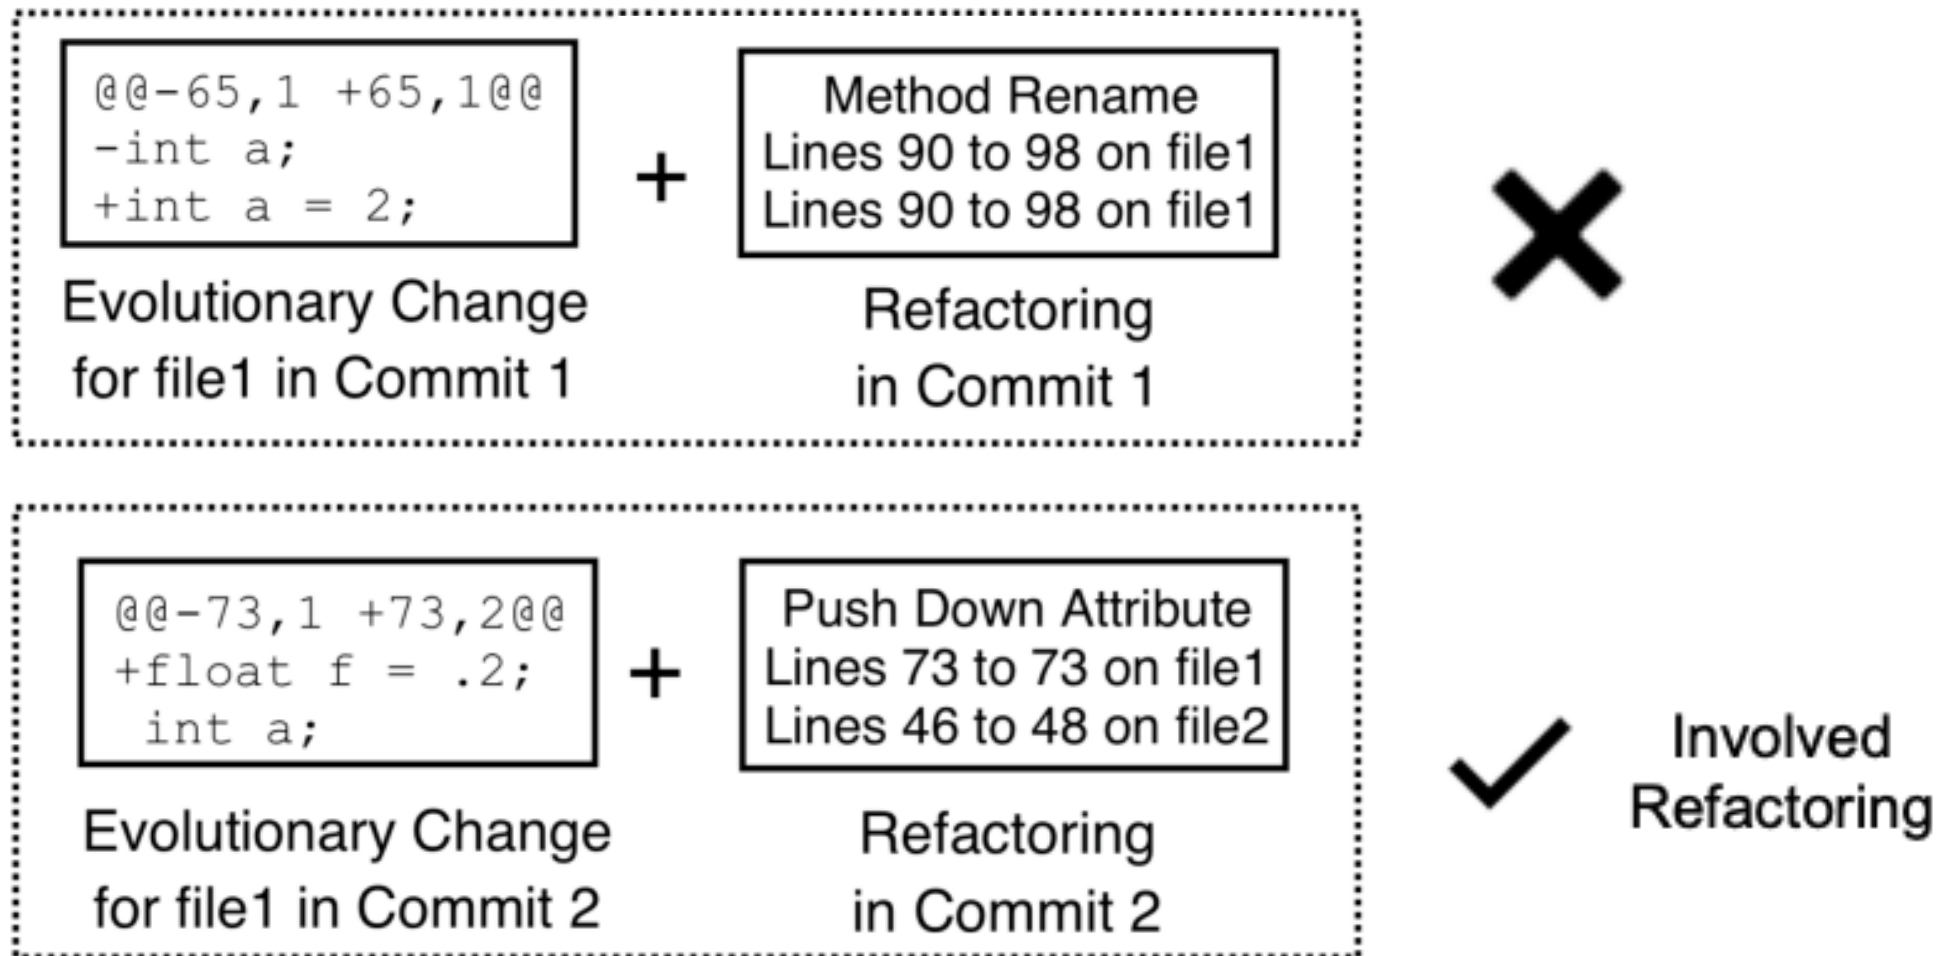 @@-65,1 +65,1@@
-int a;
+int a = 2;
+
Method Rename
Lines 90 to 98 on file1
Lines 90 to 98 on file1
Evolutionary Change
for file1 in Commit 1
Refactoring
in Commit 1
@@-73,1 +73,2@@
+float f = .2;
int a;
+
Push Down Attribute
Lines 73 to 73 on file1
Lines 46 to 48 on file2
Evolutionary Change
for file1 in Commit 2
Refactoring
in Commit 2
Involved
Refactoring